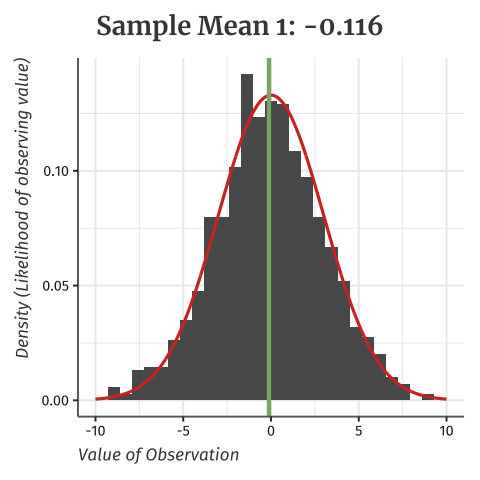 Sample Mean 1: -0.116
Density (Likelihood of observing value)
0.10
0.05
0.00
-10 -5 0 5 10
Value of Observation